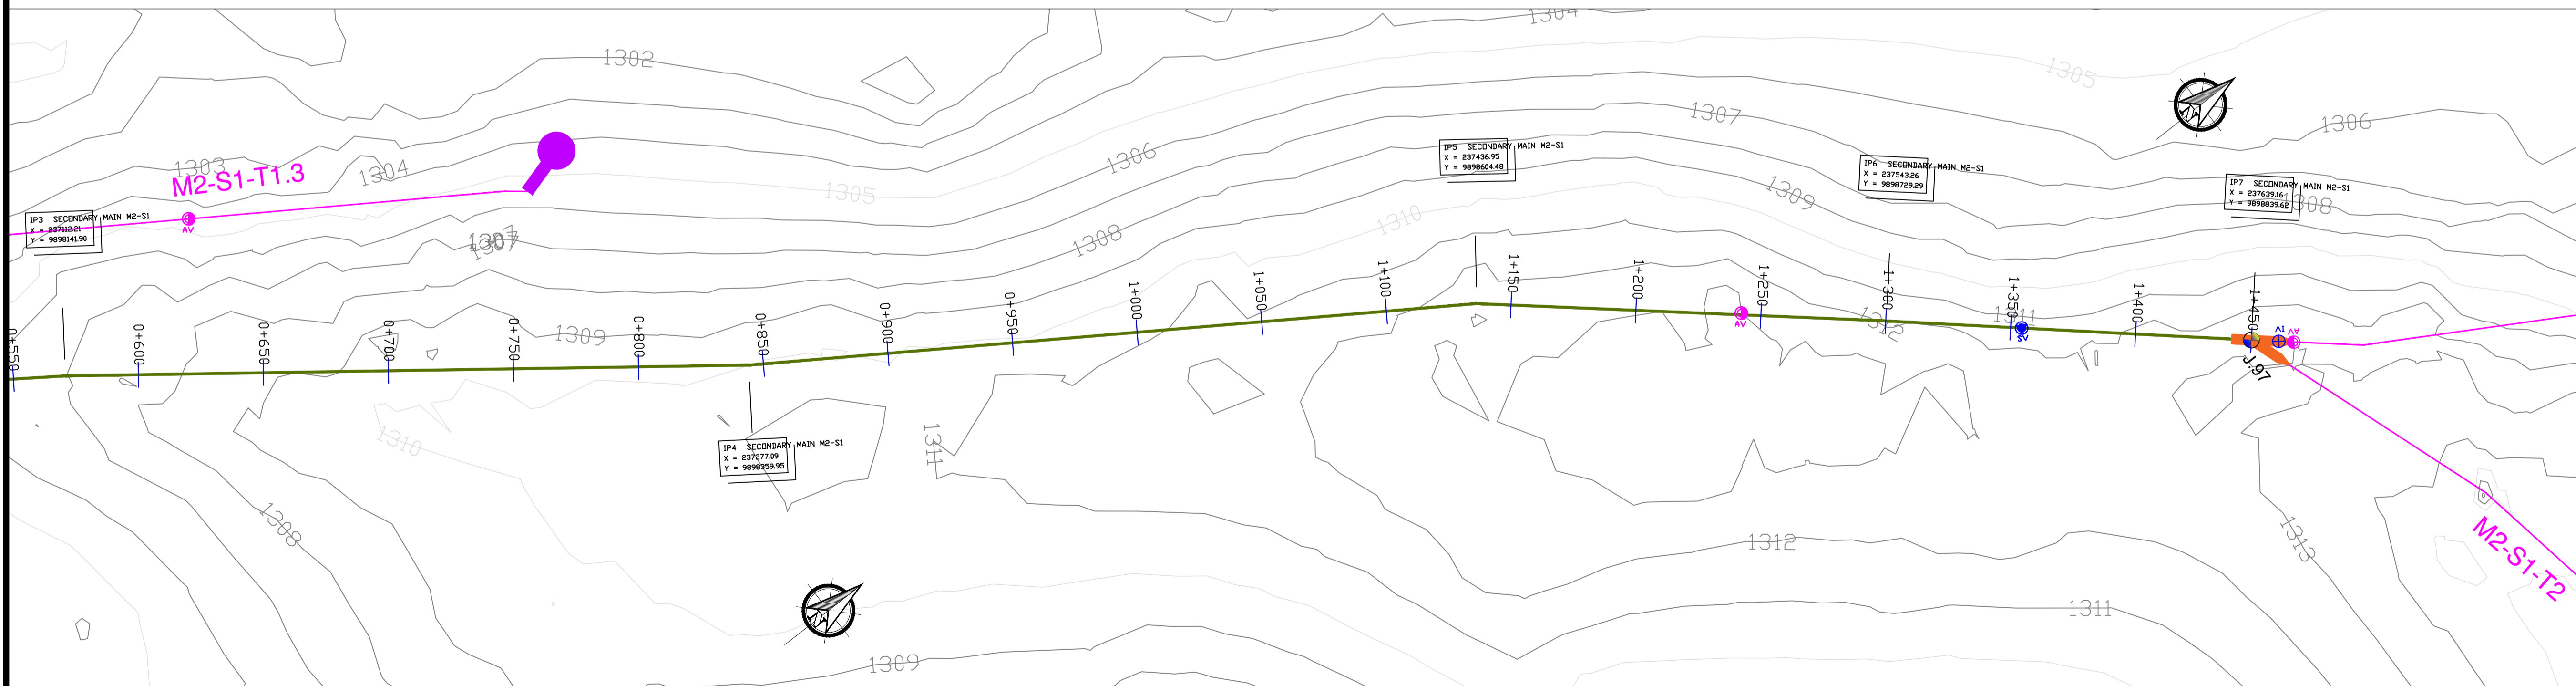 1304
1302
1305
1307
1306
1303
M2-S1-T1.3
1304
1306
1305
1309
1308
1310
1308
1307
IP3 SECONDARY MAIN M2-S1
X = 237112.21
Y = 9898141.90
AV
IP5 SECONDARY MAIN M2-S1
X = 237436.95
Y = 9898604.48
IP6 SECONDARY MAIN M2-S1
X = 237543.26
Y = 9898729.29
IP7 SECONDARY MAIN M2-S1
X = 237639.16
Y = 9898839.62
0+550
0+600
0+650
0+700
0+750
1309
0+800
0+850
0+900
0+950
1+000
1+050
1+100
1+150
1+200
1+250
1+300
1+350
1+400
1+450
AV
1312
1311
SV
IV
AV
J.97
1310
IP4 SECONDARY MAIN M2-S1
X = 237277.09
Y = 9898359.95
1311
1312
1313
M2-S1-T2
1311
1309
N
N